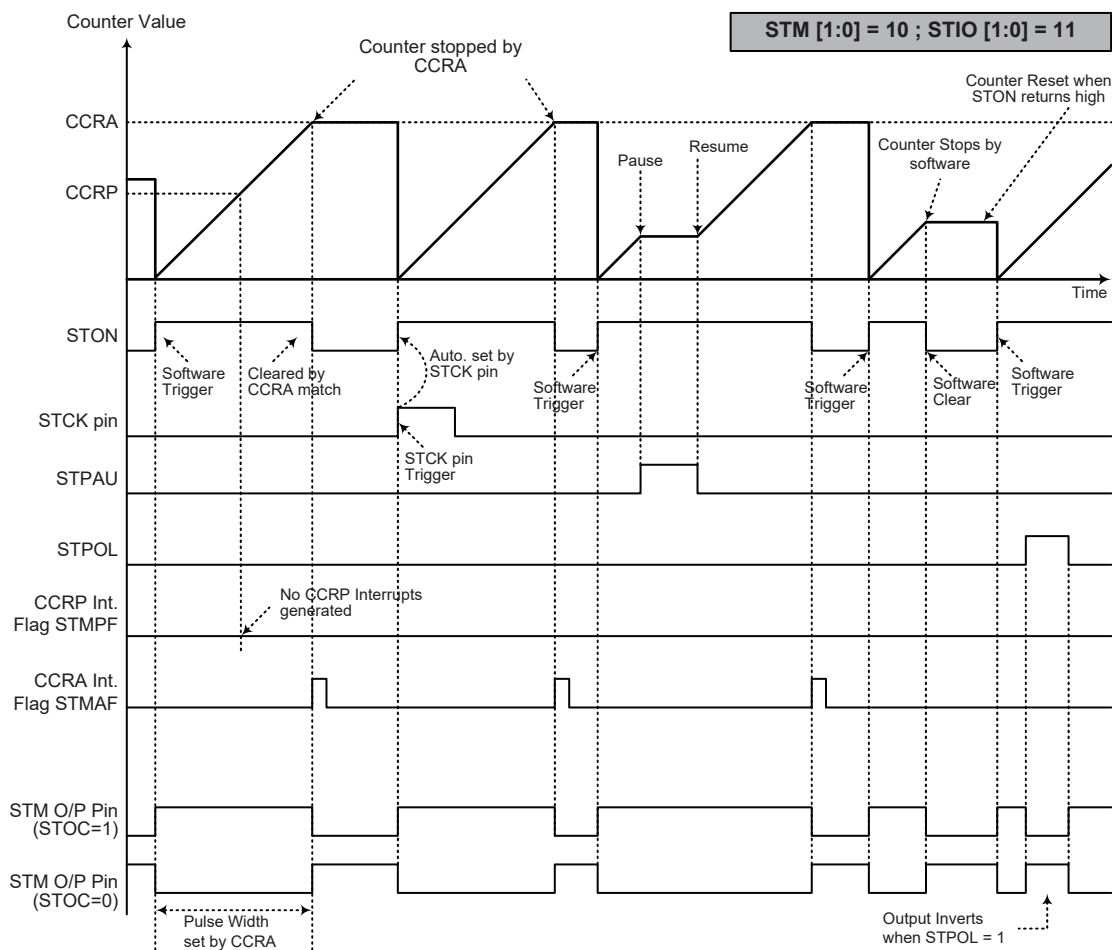 Counter Value
STM [1:0] = 10 ; STIO [1:0] = 11
Counter stopped by
CCRA
Counter Reset when
STON returns high
CCRA
Pause
Resume
Counter Stops by
software
CCRP
Time
STON
Software
Trigger
Cleared by
CCRA match
Auto. set by
STCK pin
Software
Trigger
Software
Trigger
Software
Clear
Software
Trigger
STCK pin
STCK pin
Trigger
STPAU
STPOL
No CCRP Interrupts
generated
CCRP Int.
Flag STMPF
CCRA Int.
Flag STMAF
STM O/P Pin
(STOC=1)
STM O/P Pin
(STOC=0)
Pulse Width
set by CCRA
Output Inverts
when STPOL = 1